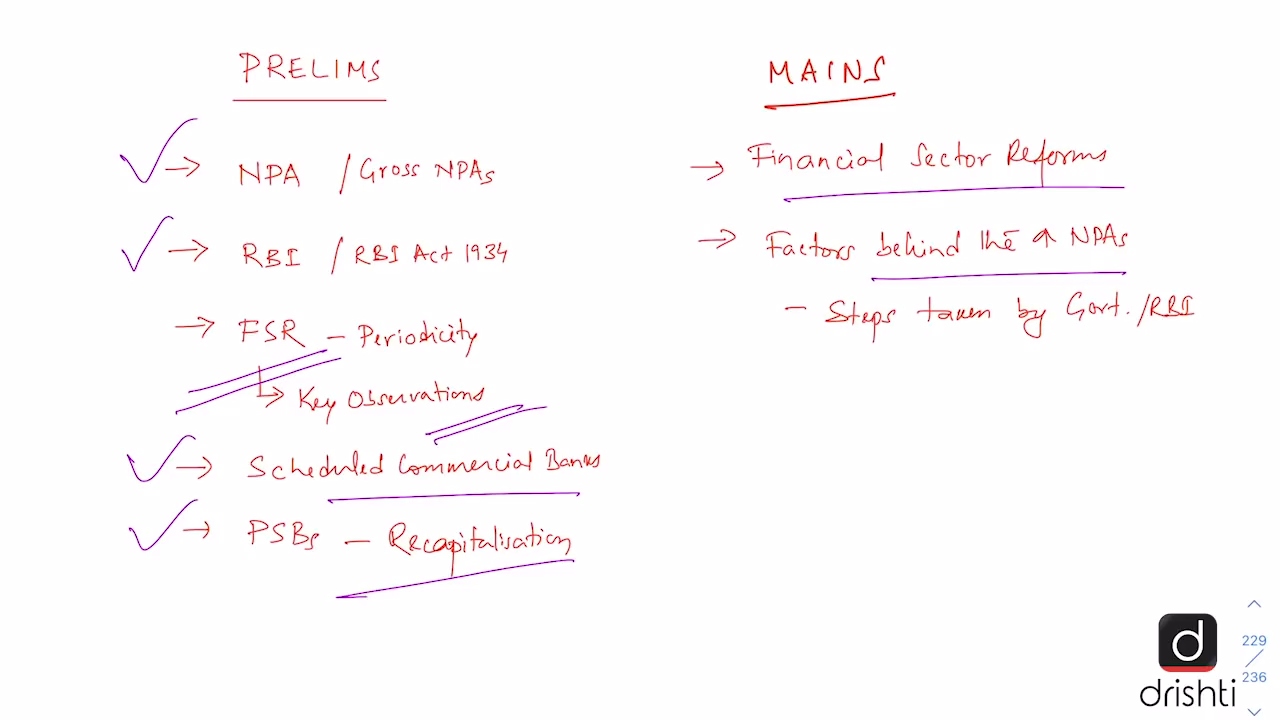 PRELIMS
→ NPA / Gross NPAs
→ RBI / RBI Act 1934
→ FSR - Periodicity
↳ Key Observations
→ Scheduled Commercial Banks
→ PSBs - Recapitalisation
MAINS
→ Financial Sector Reforms
→ Factors behind the ↑ NPAs
- Steps taken by Govt./RBI
d
drishti
229
/
236